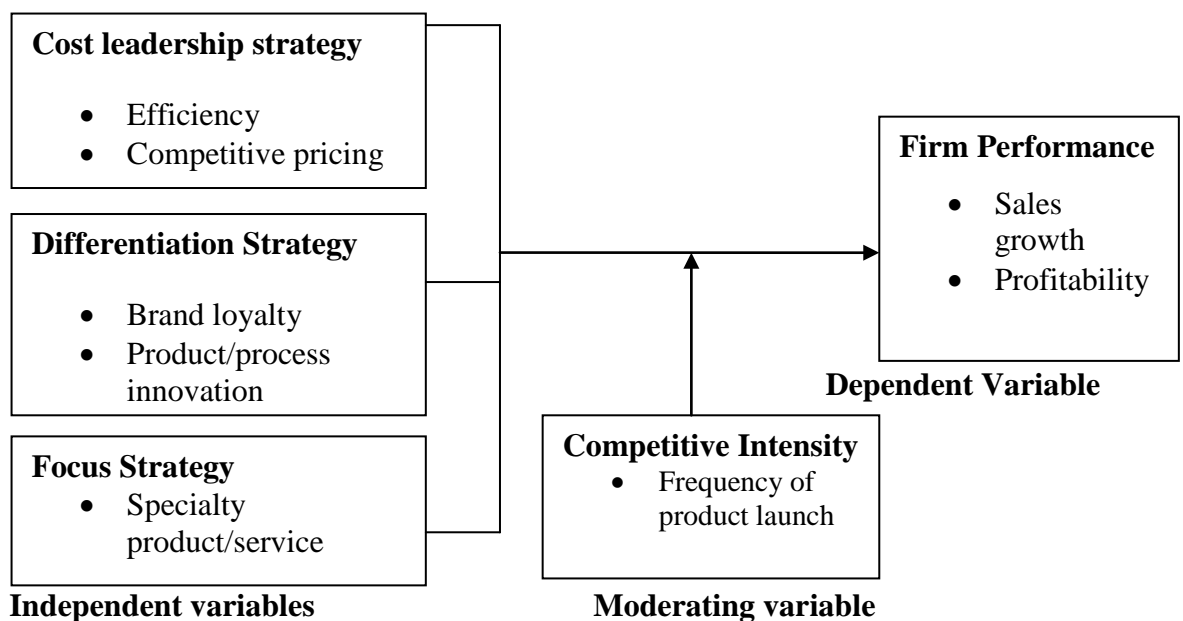 Cost leadership strategy
• Efficiency
• Competitive pricing
Differentiation Strategy
• Brand loyalty
• Product/process
innovation
Focus Strategy
• Specialty
product/service
Independent variables
Competitive Intensity
• Frequency of
product launch
Moderating variable
Firm Performance
• Sales
growth
• Profitability
Dependent Variable